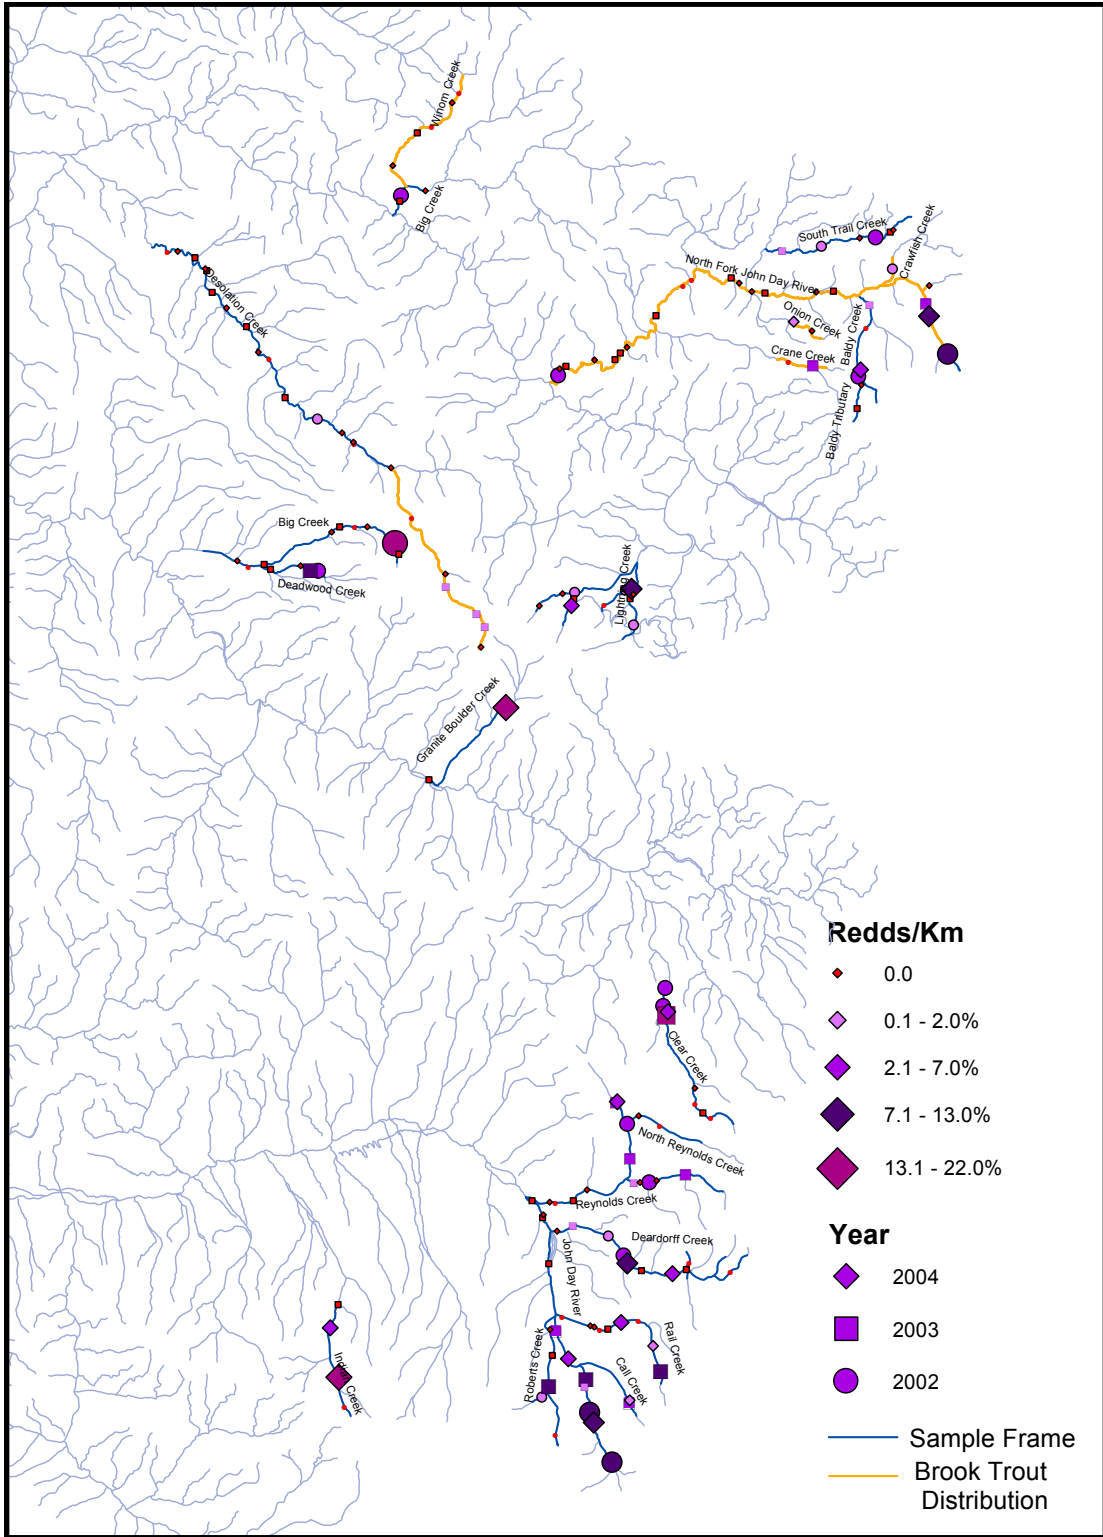 Winom Creek
Big Creek
South Trail Creek
Crawfish Creek
North Fork John Day River
Desolation Creek
Onion Creek
Baldy Creek
Crane Creek
Baldy Tributary
Big Creek
Deadwood Creek
Lightning Creek
Granite Boulder Creek
Redds/Km
0.0
0.1 - 2.0%
2.1 - 7.0%
7.1 - 13.0%
13.1 - 22.0%
Clear Creek
North Reynolds Creek
Reynolds Creek
Deardorff Creek
John Day River
Year
2004
2003
2002
Rail Creek
Roberts Creek
Call Creek
Indian Creek
Sample Frame
Brook Trout
Distribution